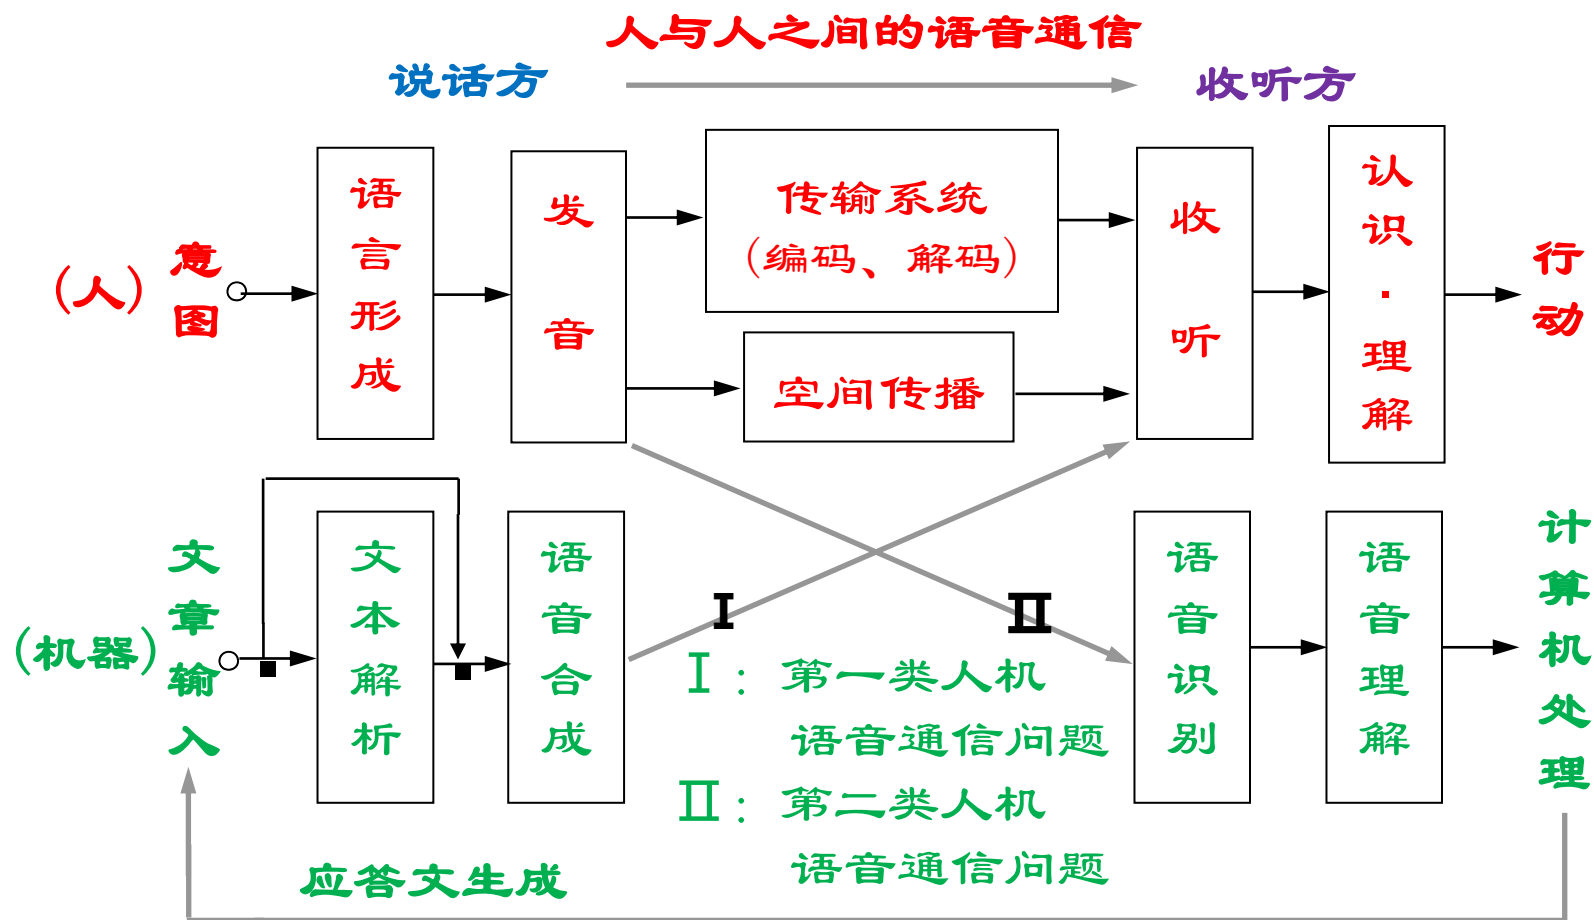 人与人之间的语音通信
说话方
收听方
(人)
意图
语言形成
发音
传输系统
(编码、解码)
空间传播
收听
认识·理解
行动
(机器)
文章输入
文本解析
语音合成
I
II
I：第一类人机
语音通信问题
II：第二类人机
语音通信问题
语音识别
语音理解
计算机处理
应答文生成